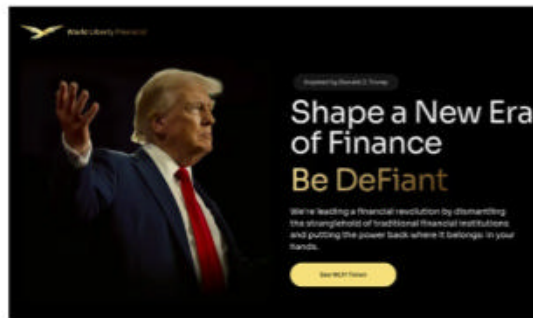 World Liberty Financial
Inspired by Donald J. Trump
Shape a New Era
of Finance
Be DeFiant
We're leading a financial revolution by dismantling
the stranglehold of traditional financial institutions
and putting the power back where it belongs: in your
hands.